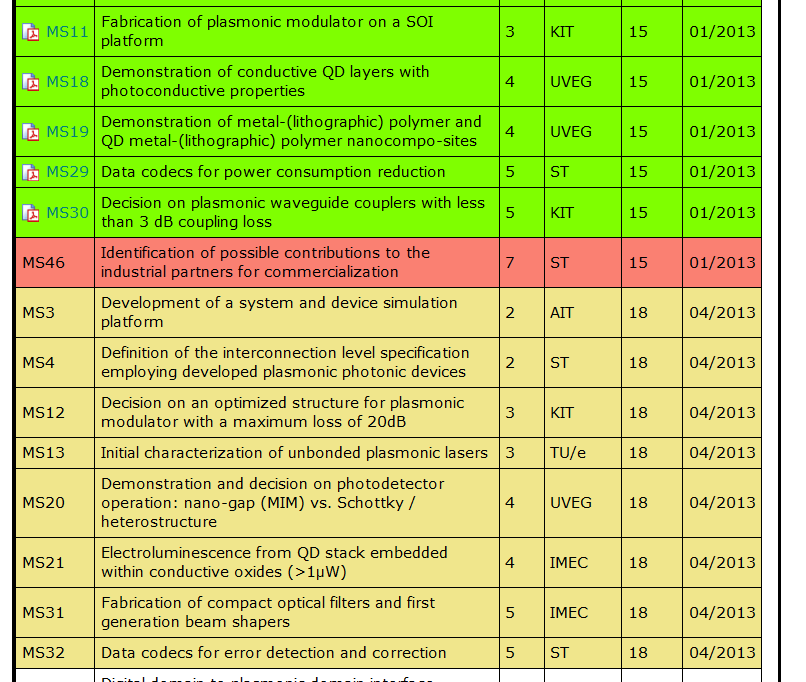 MS11 Fabrication of plasmonic modulator on a SOI
platform 3 KIT 15 01/2013
MS18 Demonstration of conductive QD layers with
photoconductive properties 4 UVEG 15 01/2013
MS19 Demonstration of metal-(lithographic) polymer and
QD metal-(lithographic) polymer nanocompo-sites 4 UVEG 15 01/2013
MS29 Data codecs for power consumption reduction 5 ST 15 01/2013
MS30 Decision on plasmonic waveguide couplers with less
than 3 dB coupling loss 5 KIT 15 01/2013
MS46 Identification of possible contributions to the
industrial partners for commercialization 7 ST 15 01/2013
MS3 Development of a system and device simulation
platform 2 AIT 18 04/2013
MS4 Definition of the interconnection level specification
employing developed plasmonic photonic devices 2 ST 18 04/2013
MS12 Decision on an optimized structure for plasmonic
modulator with a maximum loss of 20dB 3 KIT 18 04/2013
MS13 Initial characterization of unbonded plasmonic lasers 3 TU/e 18 04/2013
MS20 Demonstration and decision on photodetector
operation: nano-gap (MIM) vs. Schottky /
heterostructure 4 UVEG 18 04/2013
MS21 Electroluminescence from QD stack embedded
within conductive oxides (>1µW) 4 IMEC 18 04/2013
MS31 Fabrication of compact optical filters and first
generation beam shapers 5 IMEC 18 04/2013
MS32 Data codecs for error detection and correction 5 ST 18 04/2013
Digital domain to plasmonic domain interface